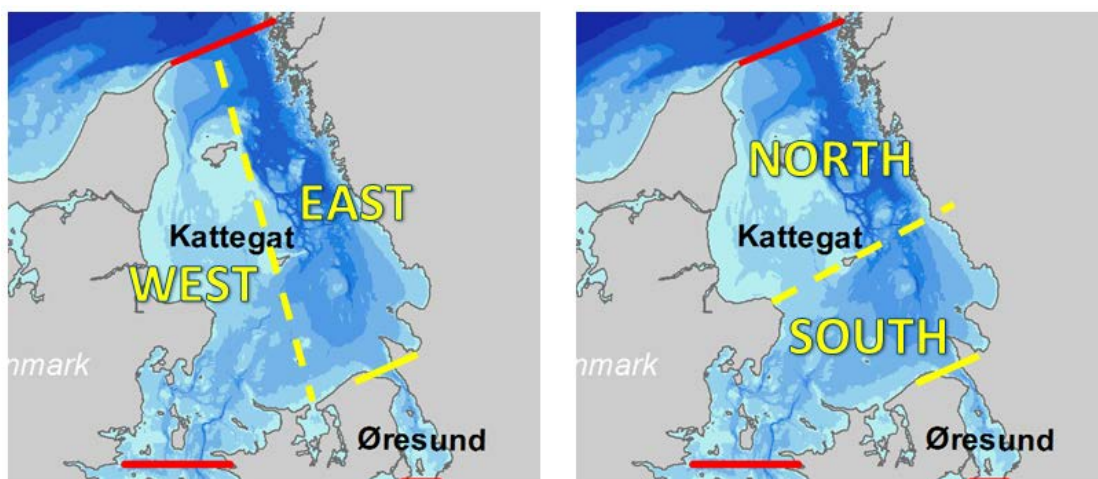 EAST
Kattegat
WEST
nmark
Øresund
NORTH
Kattegat
SOUTH
nmark
Øresund